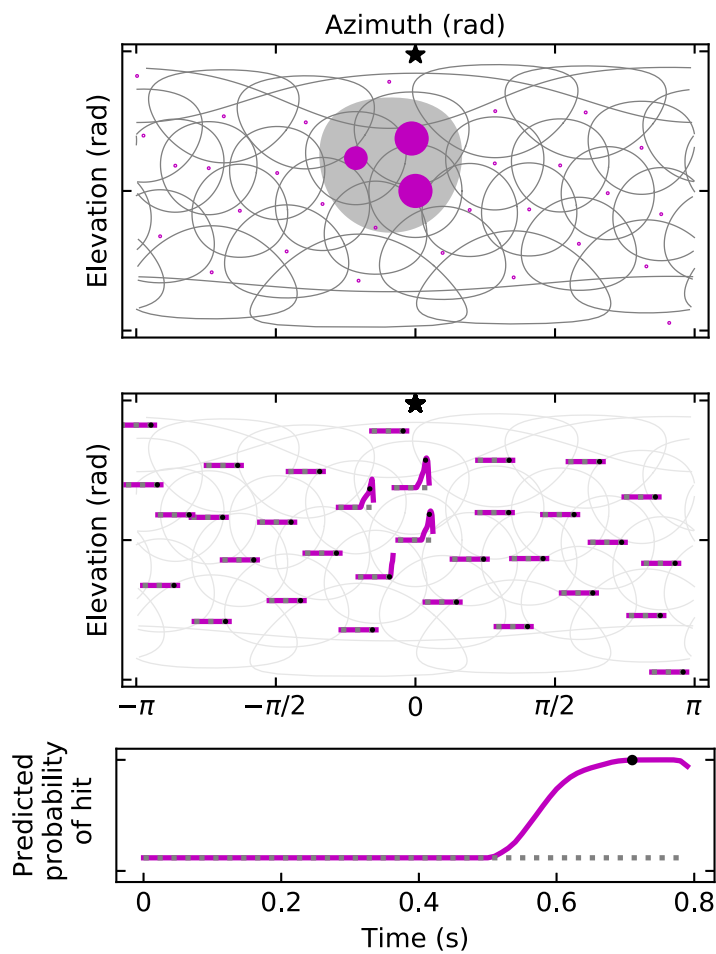 Azimuth (rad)
Elevation (rad)
Elevation (rad)
−π −π/2 0 π/2 π
Predicted
probability
of hit
0 0.2 0.4 0.6 0.8
Time (s)